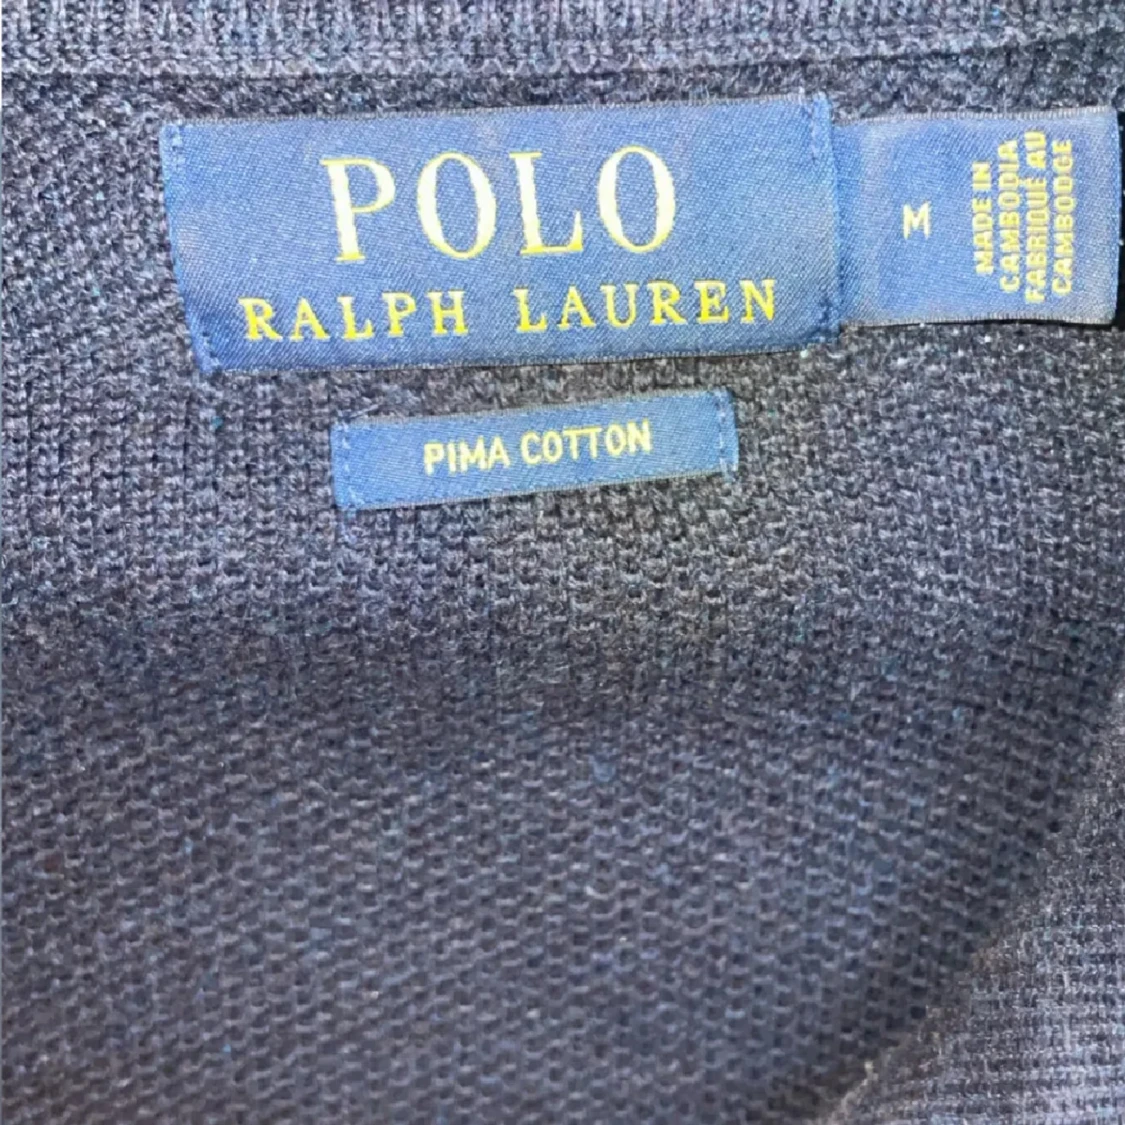 POLO
RALPH LAUREN
M
MADE IN
CAMBODIA
FABRIQUÉ AU
CAMBODGE
PIMA COTTON